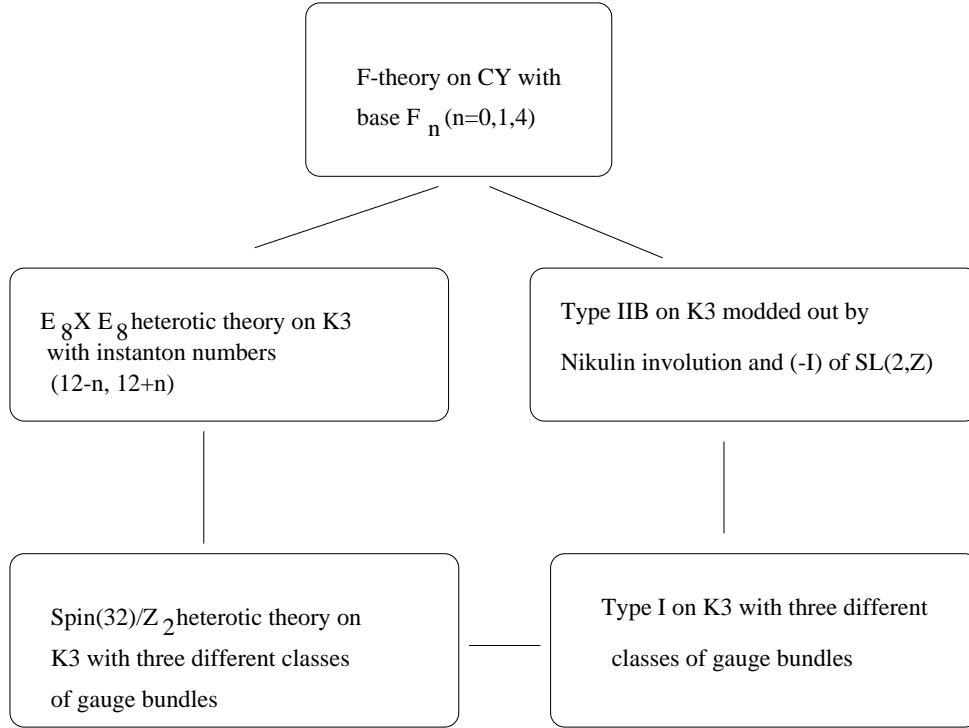 F-theory on CY with
base F n (n=0,1,4)
E 8 X E 8 heterotic theory on K3
with instanton numbers
(12-n, 12+n)
Type IIB on K3 modded out by
Nikulin involution and (-I) of SL(2,Z)
Spin(32)/Z 2 heterotic theory on
K3 with three different classes
of gauge bundles
Type I on K3 with three different
classes of gauge bundles